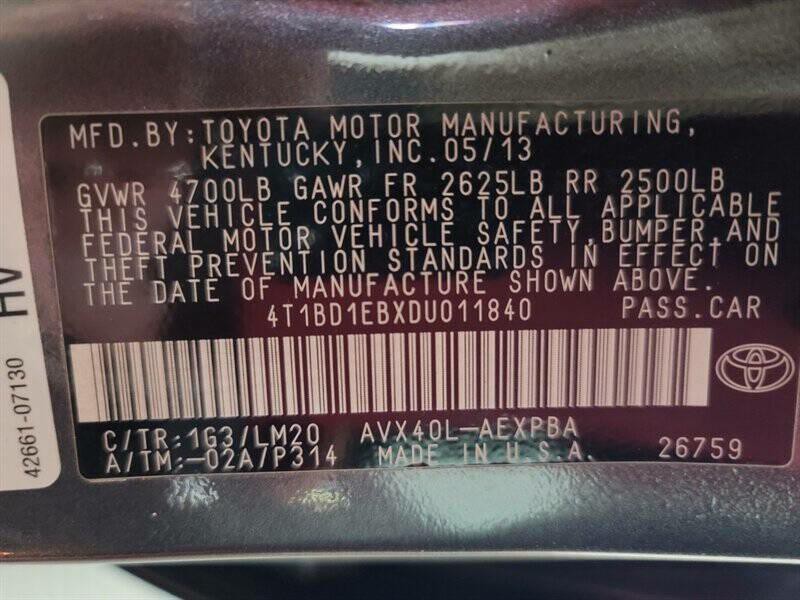 MFD.BY:TOYOTA MOTOR MANUFACTURING,
KENTUCKY,INC.05/13
GVWR 4700LB GAWR FR 2625LB RR 2500LB
THIS VEHICLE CONFORMS TO ALL APPLICABLE
FEDERAL MOTOR VEHICLE SAFETY,BUMPER,AND
THEFT PREVENTION STANDARDS IN EFFECT ON
THE DATE OF MANUFACTURE SHOWN ABOVE.
4T1BD1EBXDU011840 PASS.CAR
C/TR:1G3/LM20 AVX40L-AEXPBA
A/TM:-02A/P314 MADE IN U.S.A. 26759
42661-07130 HV